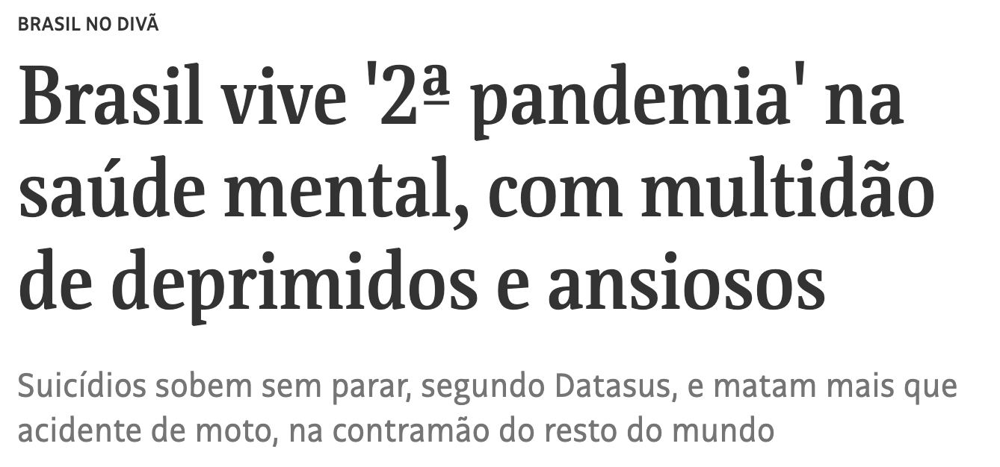 BRASIL NO DIVÃ
Brasil vive '2ª pandemia' na
saúde mental, com multidão
de deprimidos e ansiosos
Suicídios sobem sem parar, segundo Datasus, e matam mais que
acidente de moto, na contramão do resto do mundo